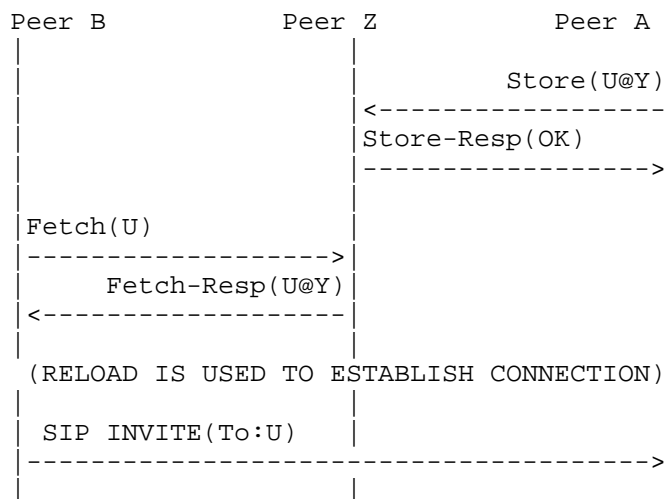 Peer B Peer Z Peer A
Store(U@Y)
Store-Resp(OK)
Fetch(U)
Fetch-Resp(U@Y)
(RELOAD IS USED TO ESTABLISH CONNECTION)
SIP INVITE(To:U)